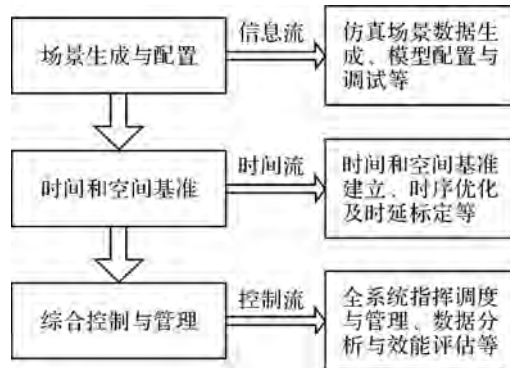 场景生成与配置
信息流
仿真场景数据生
成、模型配置与
调试等
时间和空间基准
时间流
时间和空间基准
建立、时序优化
及时延标定等
综合控制与管理
控制流
全系统指挥调度
与管理、数据分
析与效能评估等